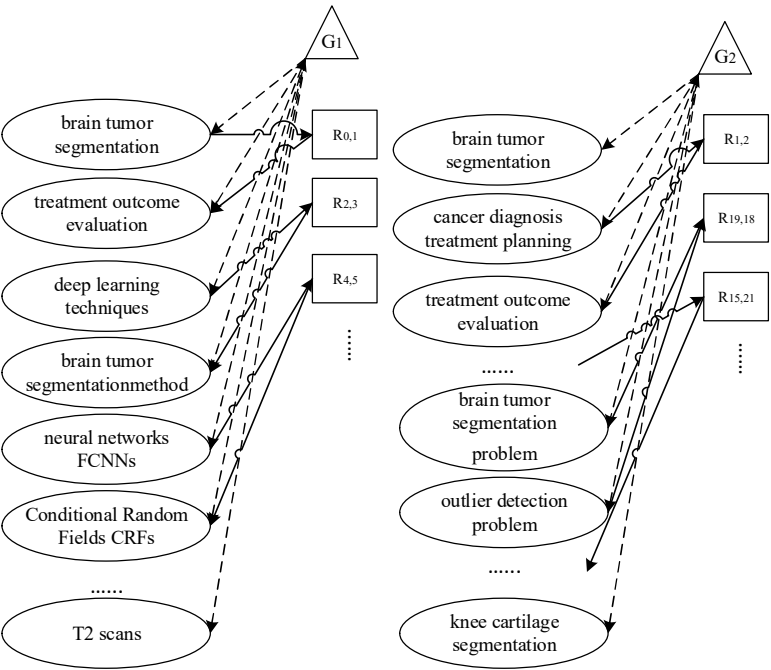 G1
brain tumor
segmentation
R0,1
treatment outcome
evaluation
R2,3
deep learning
techniques
R4,5
......
brain tumor
segmentationmethod
neural networks
FCNNs
Conditional Random
Fields CRFs
......
T2 scans
G2
brain tumor
segmentation
R1,2
cancer diagnosis
treatment planning
R19,18
treatment outcome
evaluation
R15,21
......
......
brain tumor
segmentation
problem
outlier detection
problem
......
knee cartilage
segmentation